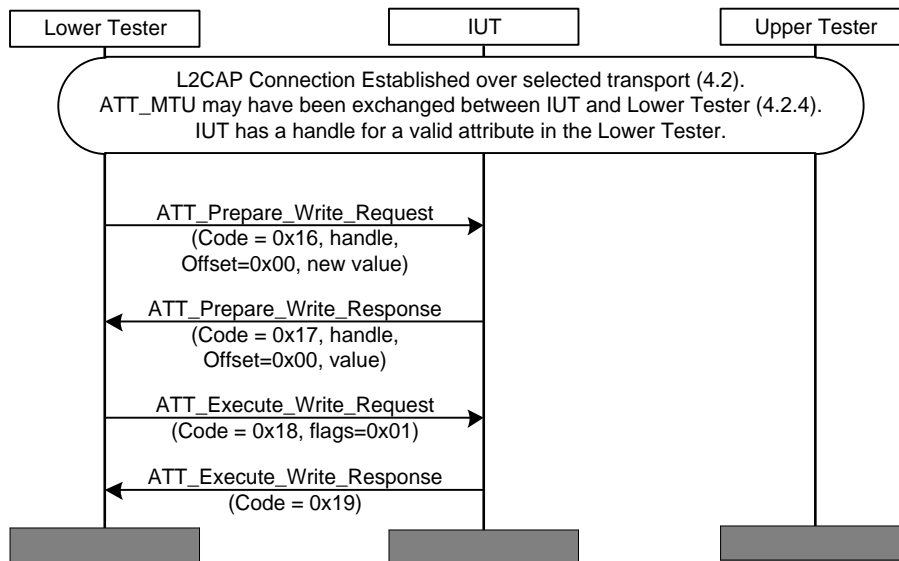 Lower Tester
IUT
Upper Tester
L2CAP Connection Established over selected transport (4.2).
ATT_MTU may have been exchanged between IUT and Lower Tester (4.2.4).
IUT has a handle for a valid attribute in the Lower Tester.
ATT_Prepare_Write_Request
(Code = 0x16, handle,
Offset=0x00, new value)
ATT_Prepare_Write_Response
(Code = 0x17, handle,
Offset=0x00, value)
ATT_Execute_Write_Request
(Code = 0x18, flags=0x01)
ATT_Execute_Write_Response
(Code = 0x19)